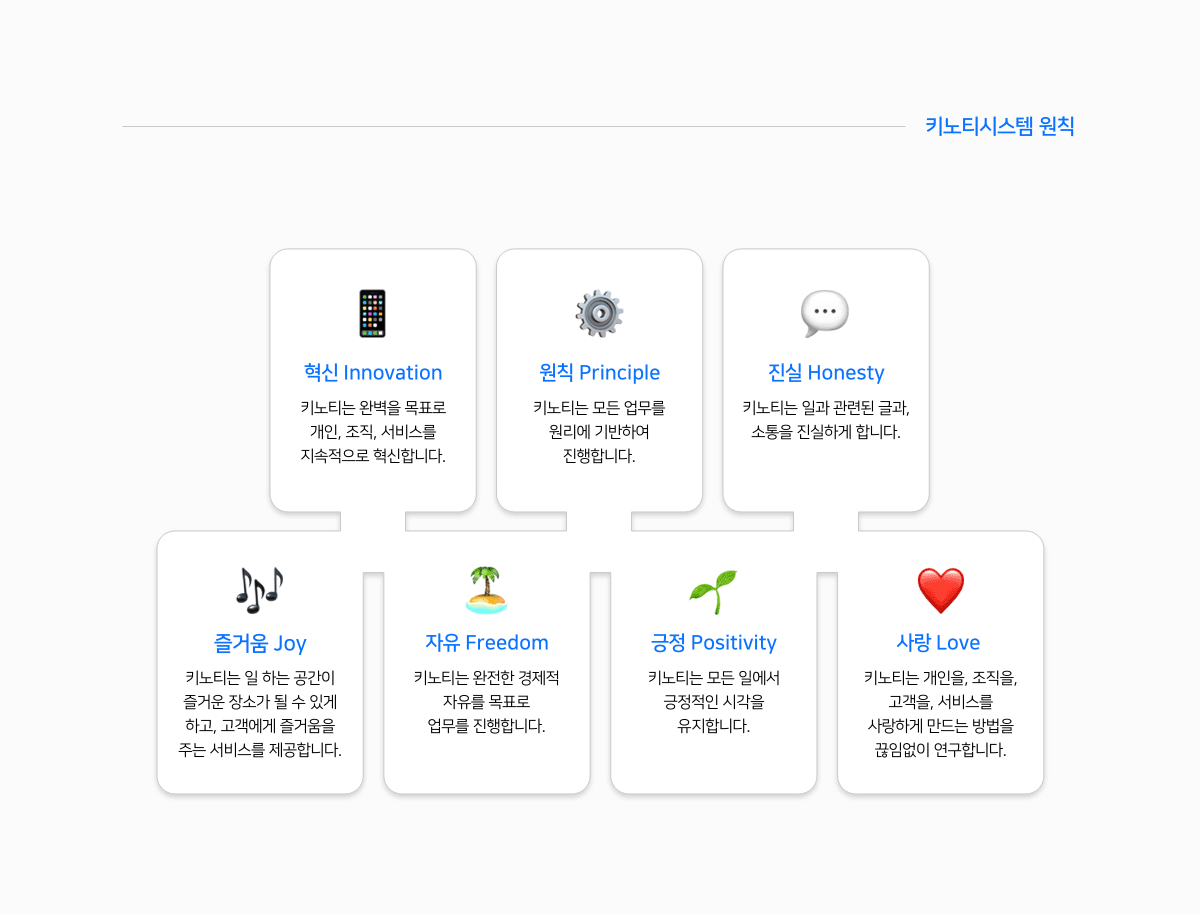 키노티시스템 원칙
혁신 Innovation
키노티는 완벽을 목표로
개인, 조직, 서비스를
지속적으로 혁신합니다.
원칙 Principle
키노티는 모든 업무를
원리에 기반하여
진행합니다.
진실 Honesty
키노티는 일과 관련된 글과,
소통을 진실하게 합니다.
즐거움 Joy
키노티는 일 하는 공간이
즐거운 장소가 될 수 있게
하고, 고객에게 즐거움을
주는 서비스를 제공합니다.
자유 Freedom
키노티는 완전한 경제적
자유를 목표로
업무를 진행합니다.
긍정 Positivity
키노티는 모든 일에서
긍정적인 시각을
유지합니다.
사랑 Love
키노티는 개인을, 조직을,
고객을, 서비스를
사랑하게 만드는 방법을
끊임없이 연구합니다.